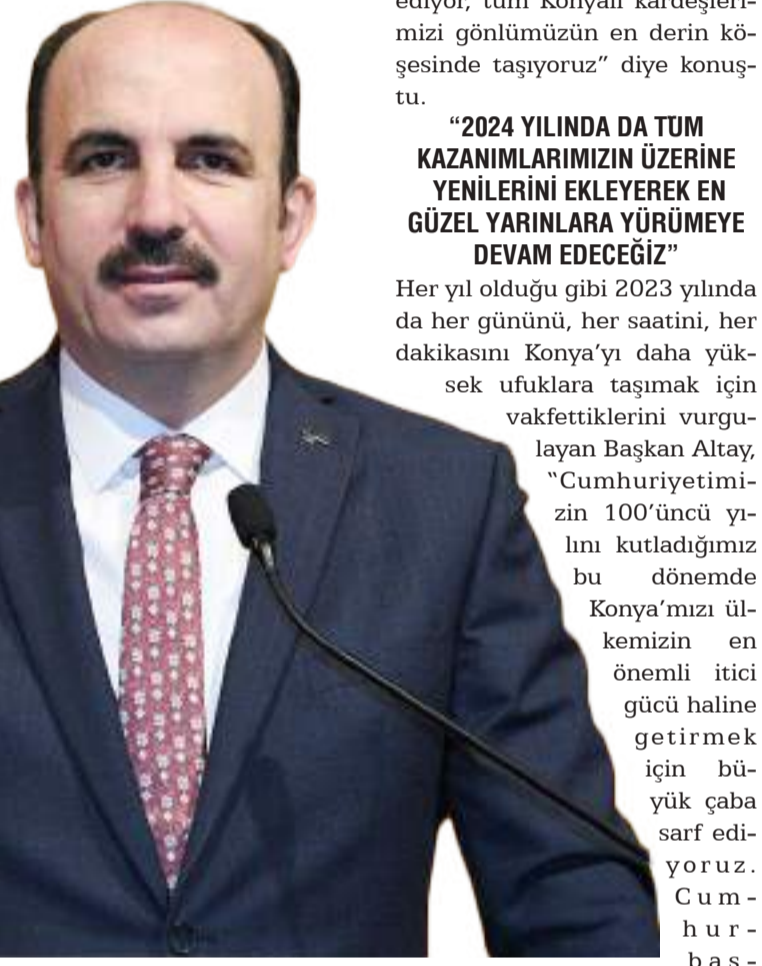 ediyor, tüm Konyalı kardeşleri-
mizi gönlümüzün en derin kö-
şesinde taşıyoruz” diye konuş-
tu.
“2024 YILINDA DA TÜM
KAZANIMLARIMIZIN ÜZERİNE
YENİLERİNİ EKLEYEREK EN
GÜZEL YARINLARA YÜRÜMEYE
DEVAM EDECEĞİZ”
Her yıl olduğu gibi 2023 yılında
da her gününü, her saatini, her
dakikasını Konya’yı daha yük-
sek ufuklara taşımak için
vakfettiklerini vurgu-
layan Başkan Altay,
“Cumhuriyetimi-
zin 100’üncü yı-
lını kutladığımız
bu dönemde
Konya’mızı ül-
kemizin en
önemli itici
gücü haline
getirmek
için bü-
yük çaba
sarf edi-
yoruz.
Cum-
hur-
baş-